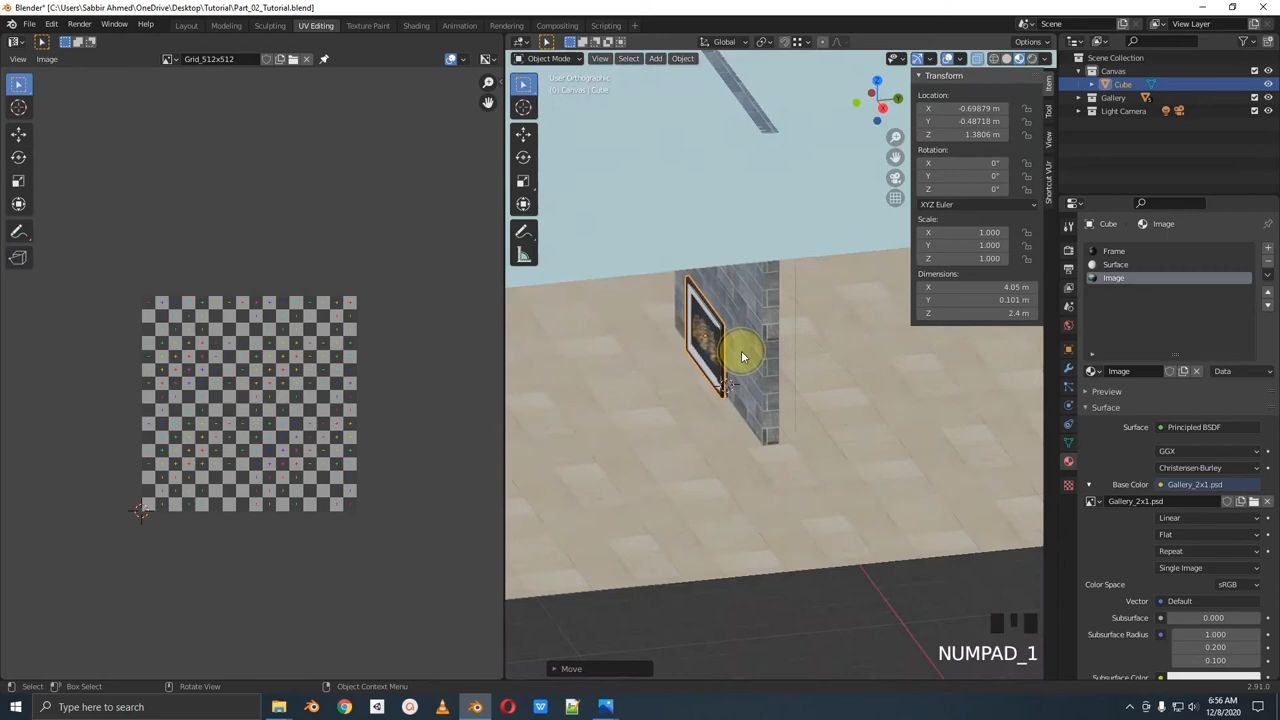 Blender* [C:\Users\Sabbir Ahmed\OneDrive\Desktop\Tutorial\Part_02_Tutorial.blend]
File Edit Render Window Help
Layout Modeling Sculpting UV Editing Texture Paint Shading Animation Rendering Compositing Scripting
Scene
View Layer
View Image
Grid_512x512
Global
Options
Object Mode View Select Add Object
User Orthographic
(0) Canvas | Cube
Z
Y
X
Transform
Location:
X -0.69879 m
Y -0.48718 m
Z 1.3806 m
Rotation:
X 0°
Y 0°
Z 0°
XYZ Euler
Scale:
X 1.000
Y 1.000
Z 1.000
Dimensions:
X 4.05 m
Y 0.101 m
Z 2.4 m
Item
Tool
View
Shortcut VUr
Scene Collection
Canvas
Cube
Gallery
Light Camera
Cube Image
Frame
Surface
Image
Image Data
Preview
Surface
Surface Principled BSDF
GGX
Christensen-Burley
Base Color Gallery_2x1.psd
Gallery_2x1.psd
Linear
Flat
Repeat
Single Image
Color Space sRGB
Vector Default
Subsurface 0.000
Subsurface Radius 1.000
0.200
0.100
Subsurface Color
NUMPAD_1
Move
Select Box Select Rotate View Object Context Menu 2.91.0
Type here to search
6:56 AM
12/8/2020